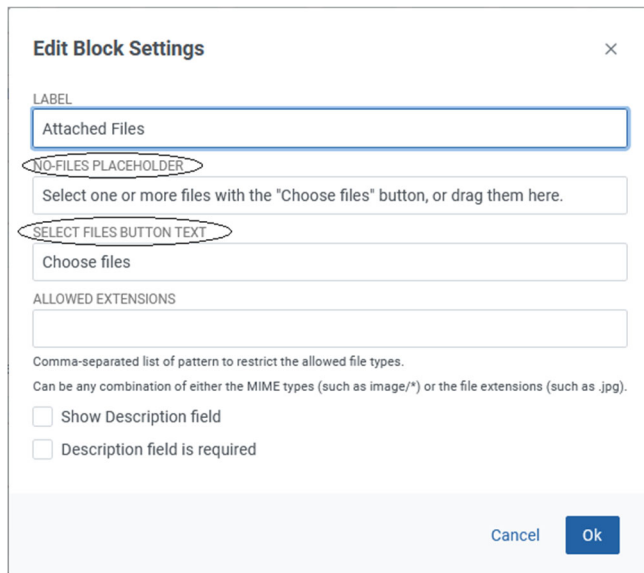 Edit Block Settings
LABEL
Attached Files
NO-FILES PLACEHOLDER
Select one or more files with the "Choose files" button, or drag them here.
SELECT FILES BUTTON TEXT
Choose files
ALLOWED EXTENSIONS
Comma-separated list of pattern to restrict the allowed file types.
Can be any combination of either the MIME types (such as image/*) or the file extensions (such as .jpg).
Show Description field
Description field is required
Cancel
Ok